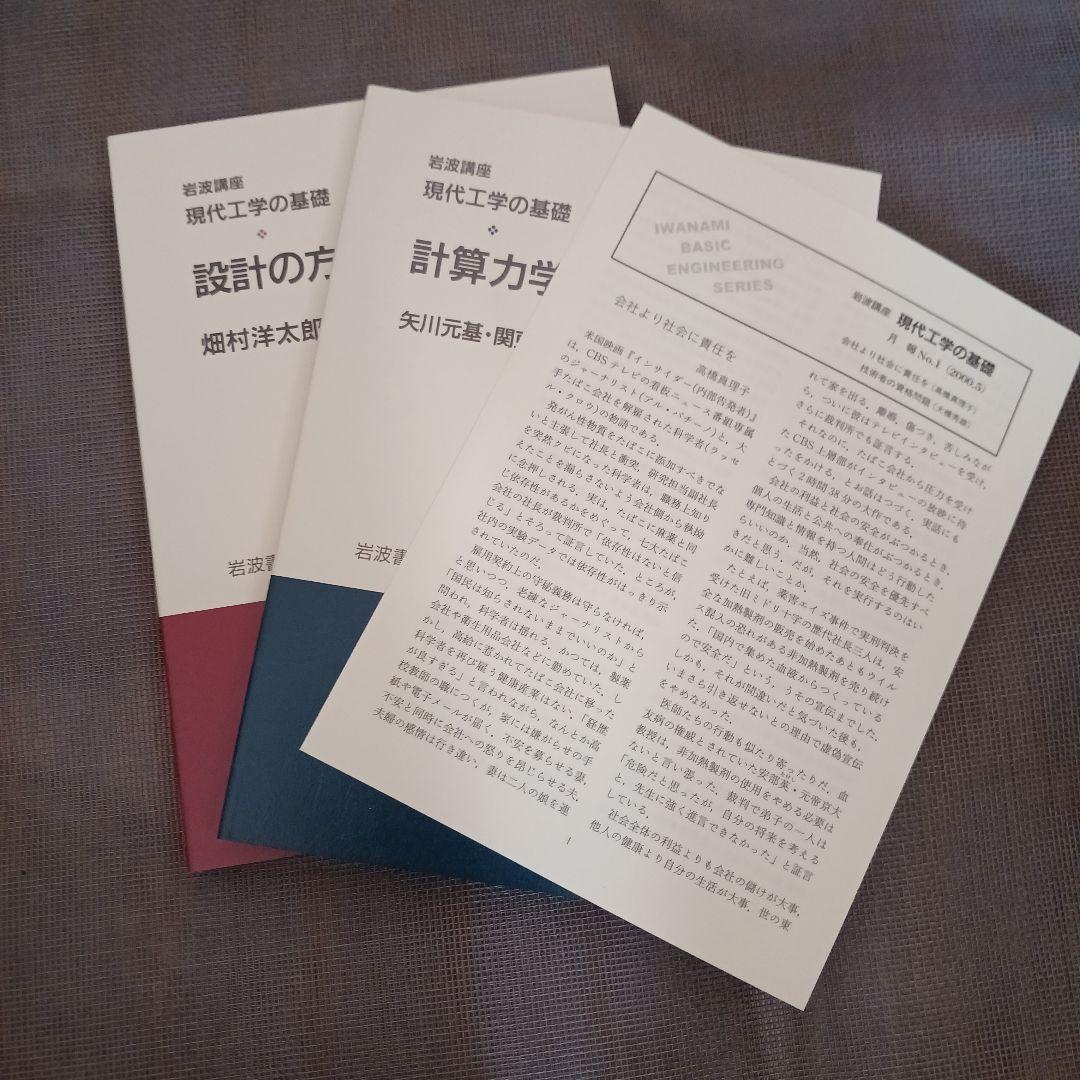 岩波講座
現代工学の基礎
設計の方
畑村洋太郎
岩波書
岩波講座
現代工学の基礎
計算力学
矢川元基・関
岩波書
IWANAMI
BASIC
ENGINEERING
SERIES
岩波講座 現代工学の基礎
月 報 No.1 (2000.5)
会社より社会に責任を（高橋真理子）
技術者の資格問題（大橋秀雄）
会社より社会に責任を
高橋真理子
米国映画『インサイダー（内部告発者）』
は，CBSテレビの看板ニュース番組専属
のジャーナリスト（アル・パチーノ）と，大
手たばこ会社を解雇された科学者（ラッセ
ル・クロウ）の物語である．
発がん性物質をたばこに添加すべきでな
いと主張して社長と衝突，研究担当副社長
を突然クビになった科学者は，職務上知り
えたことを漏らさないよう会社側から執拗
に念押しされる．実は，たばこに麻薬と同
じ依存性があるかをめぐって，七大たばこ
会社の社長が裁判所で「依存性はないと信
じる」とそろって証言していた．ところが，
社内の実験データでは依存性がはっきり示
されていたのだ．
雇用契約上の守秘義務は守らなければ，
と思いつつ，老練なジャーナリストから
「国民は知らされないままでいいのか」と
問われ，科学者は揺れる．かつては，製薬
会社や衛生用品会社などに勤めていた．し
かし，高給に惹かれてたばこ会社に移った
科学者を再び雇う健康産業はない．「経歴
が良すぎる」と言われながら，なんとか高
校教師の職につくが，家には嫌がらせの手
紙や電子メールが届く．不安を募らせる妻，
不安と同時に会社への怒りを昂じらせる夫．
夫婦の感情は行き違い，妻は二人の娘を連
れて家を出る．離婚，傷つき，苦しみなが
ら，ついに彼はテレビインタビューを受け，
さらに裁判所でも証言する．
それなのに，たばこ会社から圧力を受け
たCBS上層部がインタビューの放映に待
ったをかける，とお話はつづく．実話にも
とづく2時間38分の大作である．
会社の利益と社会の安全がぶつかるとき，
個人の生活と公共への奉仕がぶつかるとき，
専門知識と情報を持つ人間はどう行動した
らいいのか．当然，社会の安全を優先すべ
きだと思う．だが，それを実行するのはい
かに難しいことか．
たとえば，薬害エイズ事件で実刑判決を
受けた旧ミドリ十字の歴代社長三人は，安
全な加熱製剤の販売を始めたあともウイル
ス混入の恐れがある非加熱製剤を売り続け
た．「国内で集めた血液からつくっている
ので安全だ」という，うその宣伝までした．
しかも，それが間違いだと気づいた後も，
いまさら引き返せないとの理由で虚偽宣伝
をやめなかった．
医師たちの行動も似たり寄ったりだ．血
友病の権威とされていた安部英・元帝京大
教授は，非加熱製剤の使用をやめる必要は
ないと言い張った．裁判で弟子の一人は
「危険だと思ったが，自分の将来を考える
と，先生に強く進言できなかった」と証言
している．
社会全体の利益よりも会社の儲けが大事，
他人の健康より自分の生活が大事．世の東
1